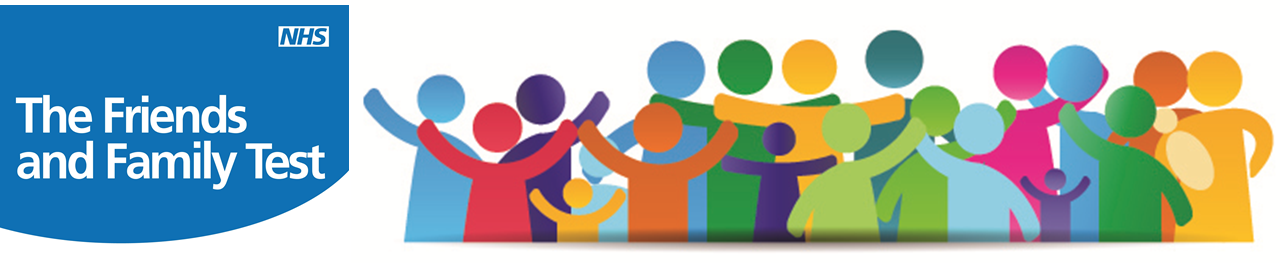 NHS
The Friends
and Family Test